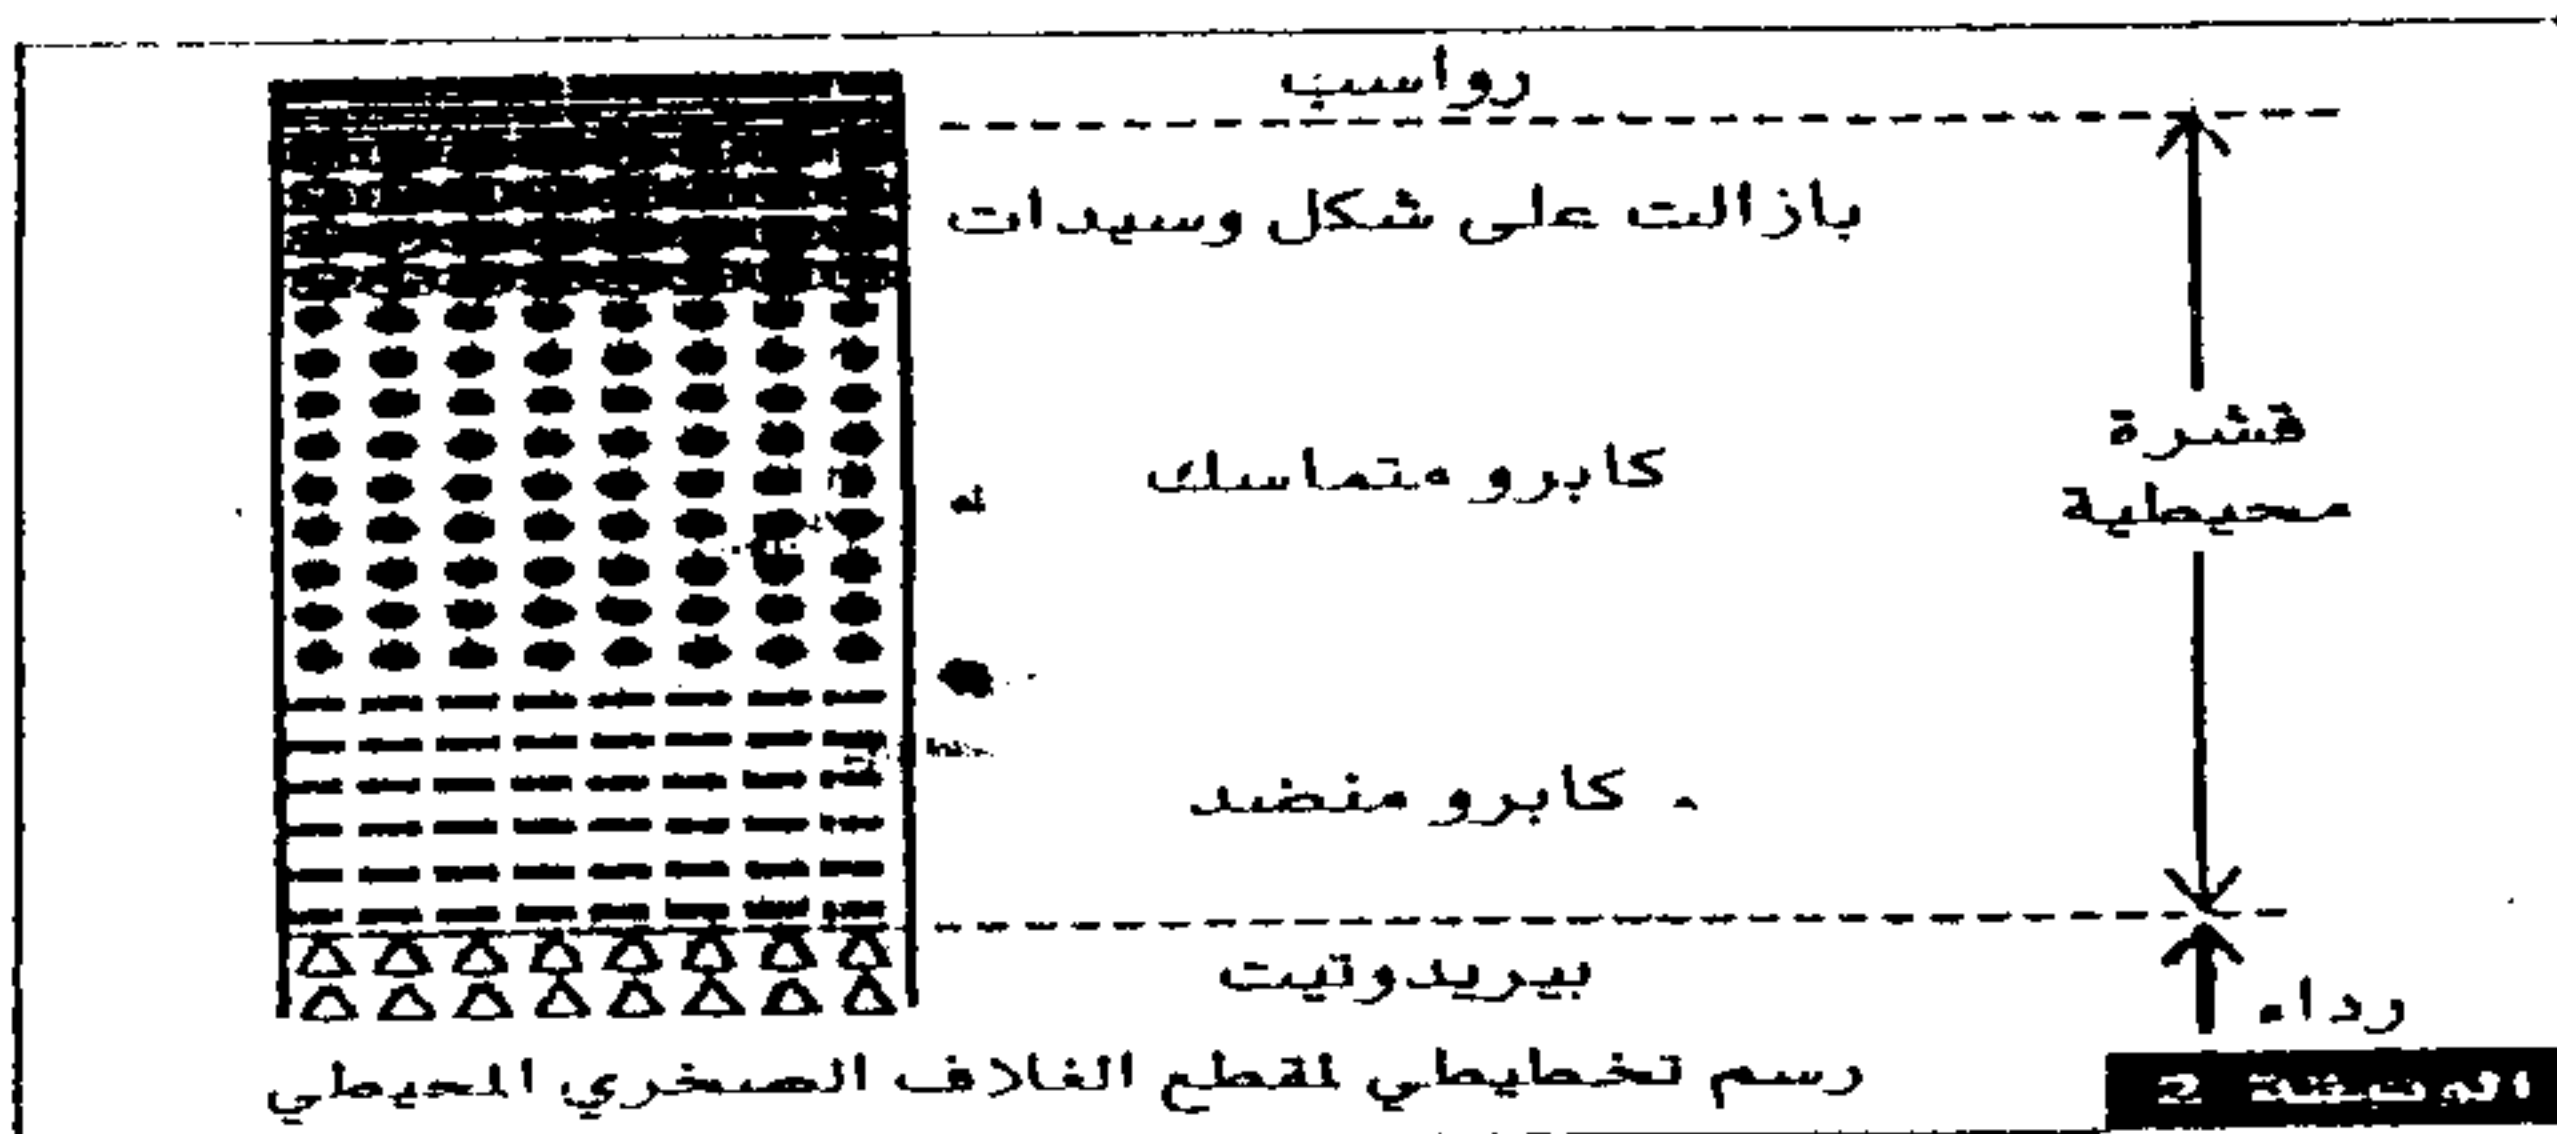 رواسب
بازالت على شكل وسيدات
قشرة
محيطية
كابرو متماسك
كابرو منضد
بيريدوتيت
رداء
رسم تخطيطي لمقطع الغلاف الصخري المحيطي
الوثيقة 2